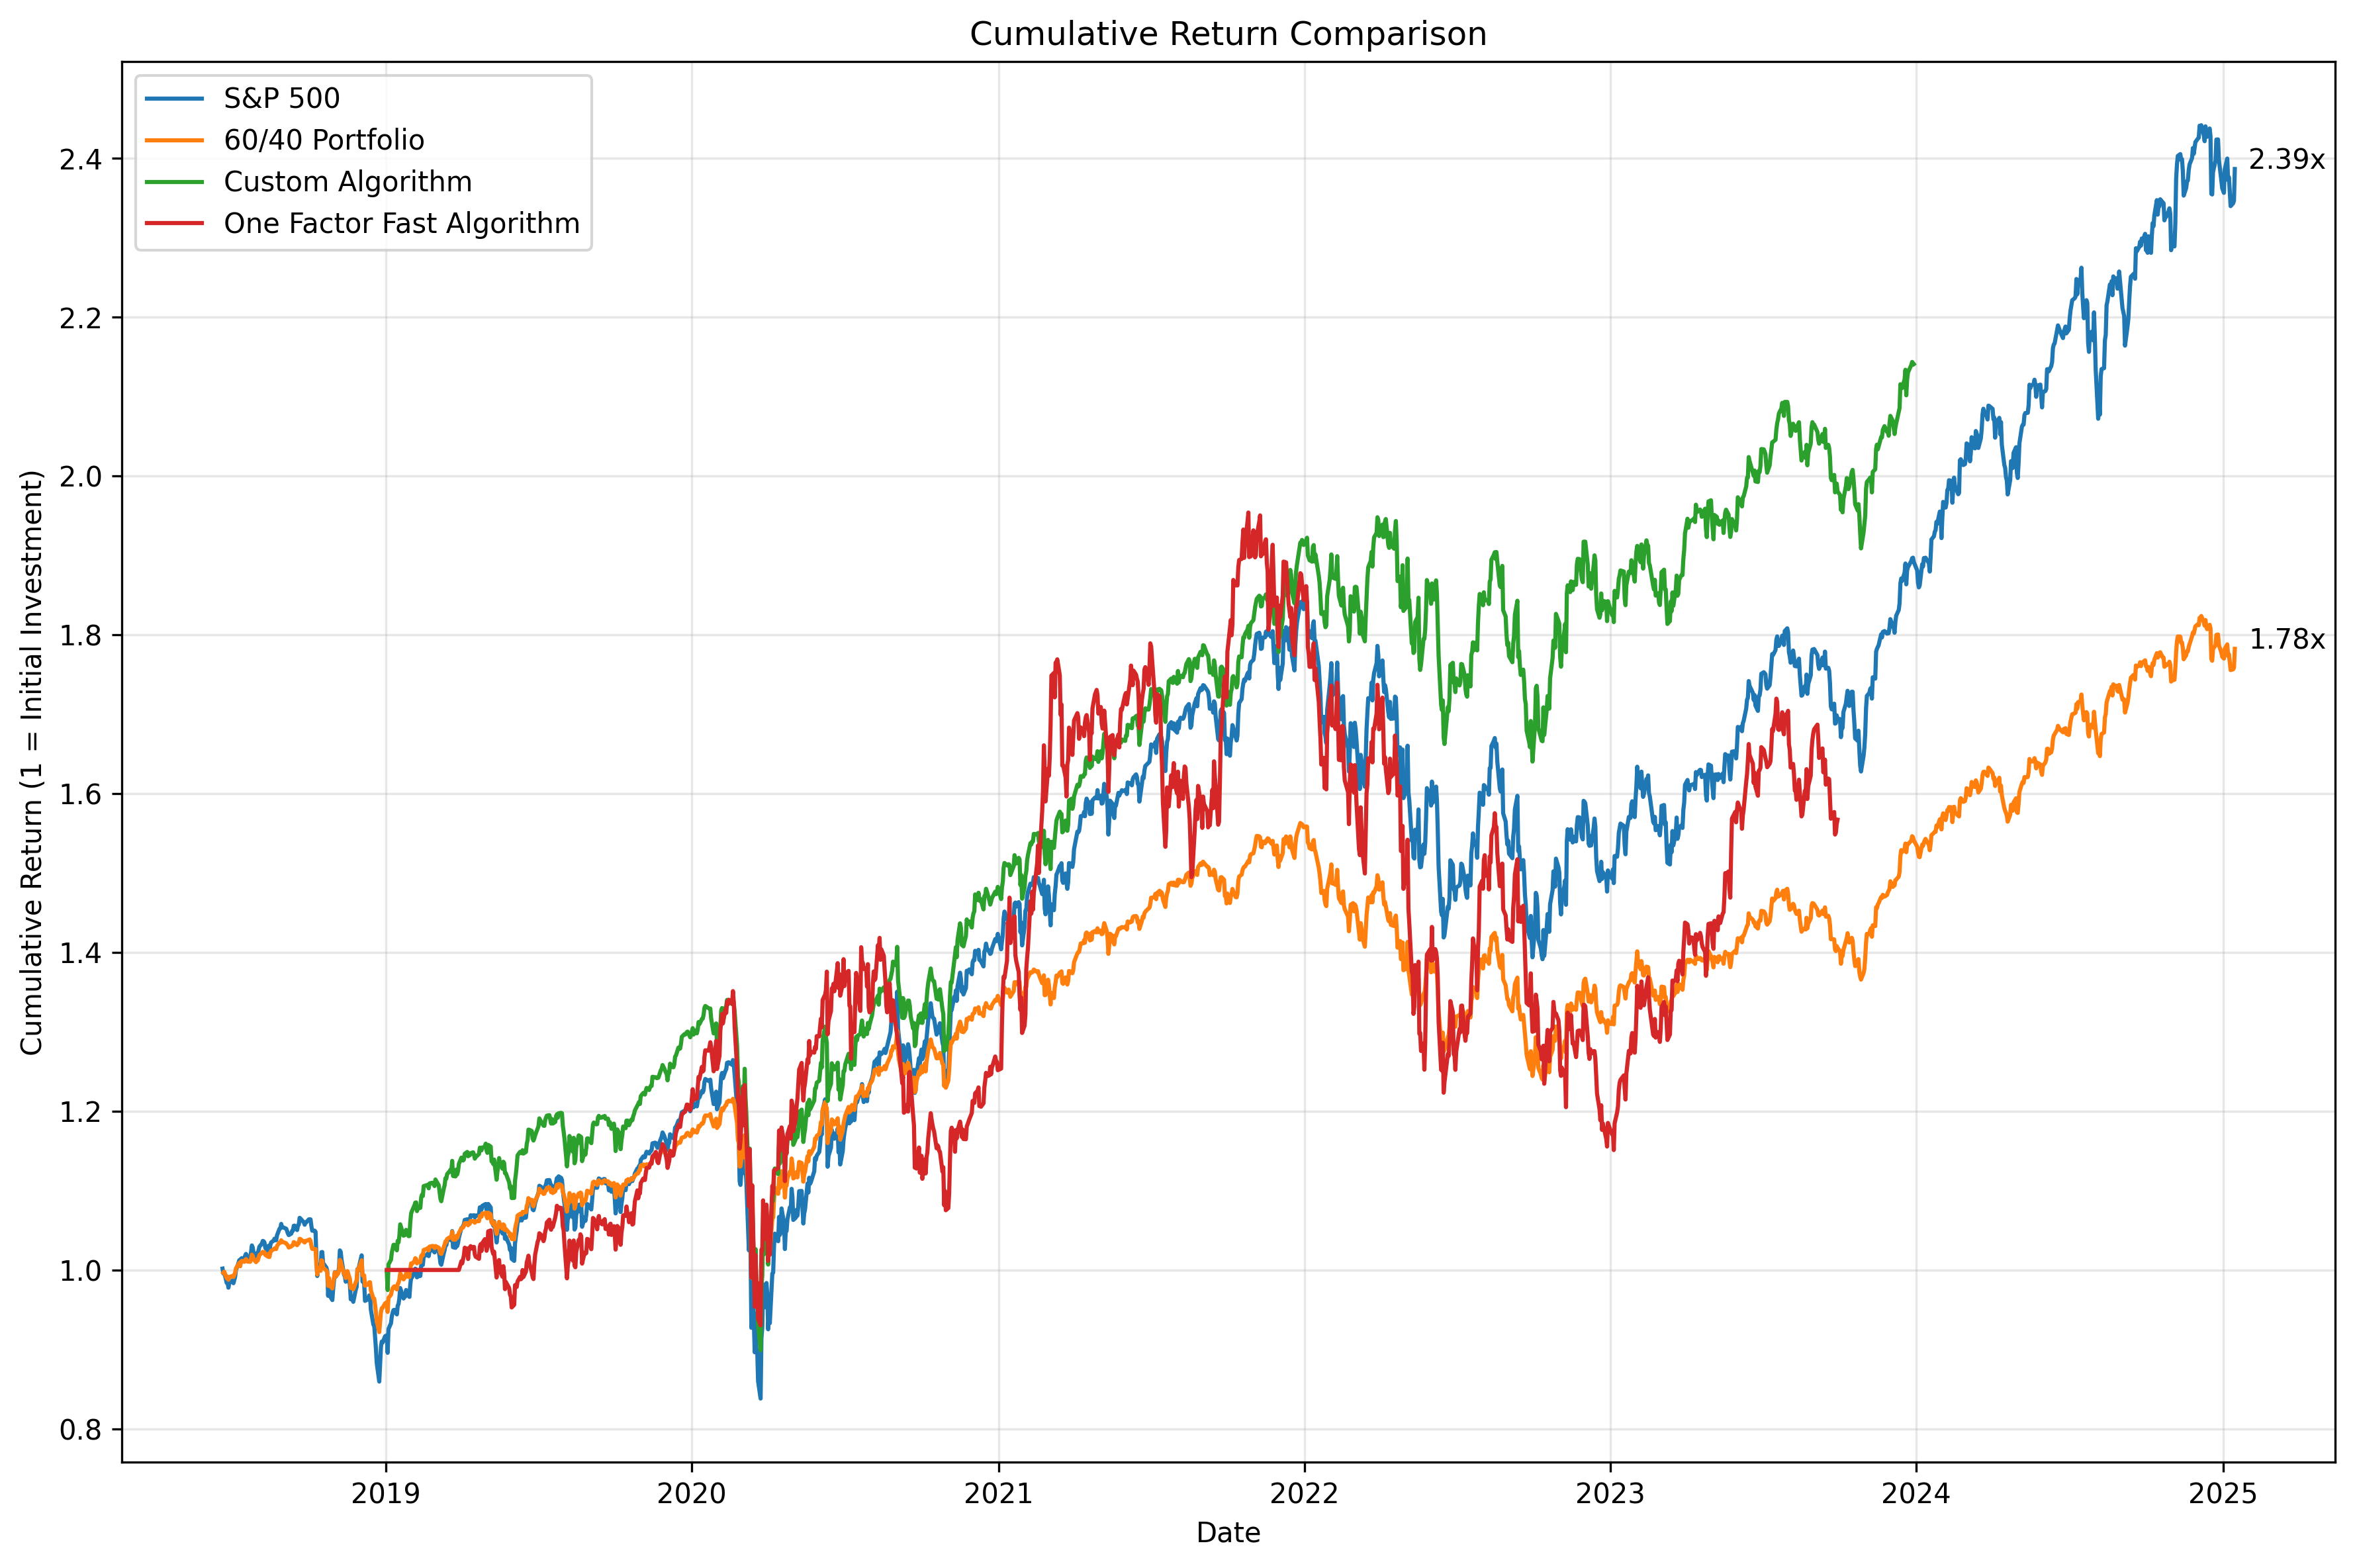 Cumulative Return Comparison
S&P 500
60/40 Portfolio
Custom Algorithm
One Factor Fast Algorithm
Cumulative Return (1 = Initial Investment)
2.4
2.2
2.0
1.8
1.6
1.4
1.2
1.0
0.8
2.39x
1.78x
2019 2020 2021 2022 2023 2024 2025
Date